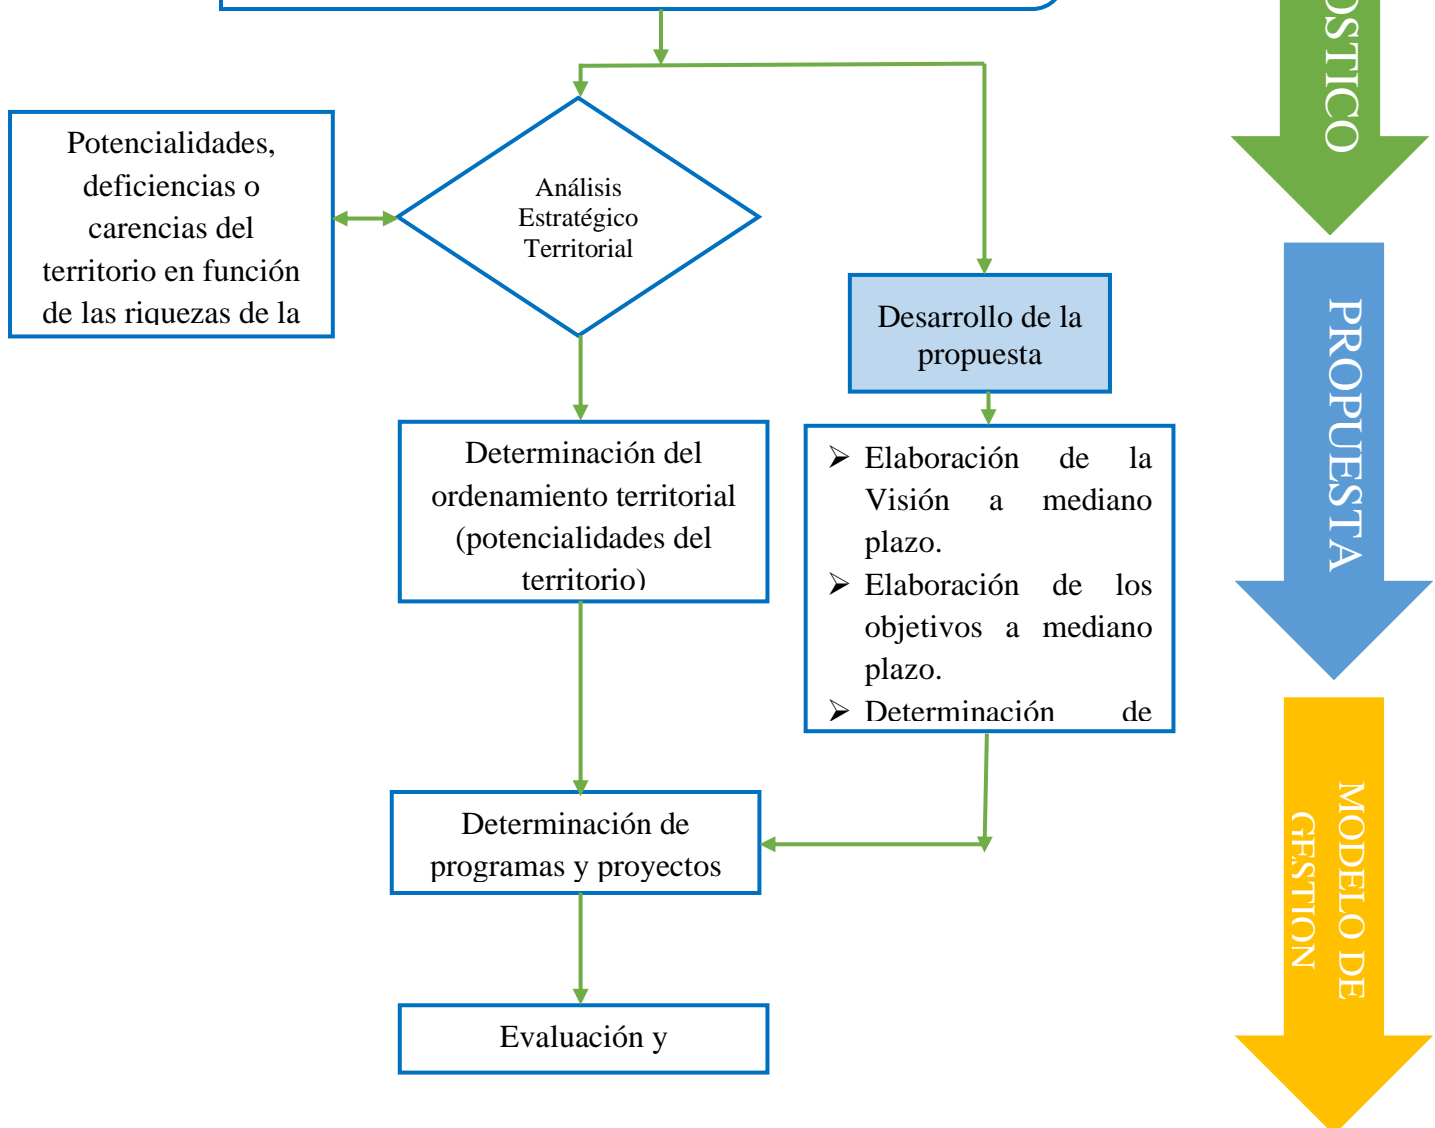 OSTICO
Potencialidades,
deficiencias o
carencias del
territorio en función
de las riquezas de la
Análisis
Estratégico
Territorial
Desarrollo de la
propuesta
PROPUESTA
Determinación del
ordenamiento territorial
(potencialidades del
territorio)
➢ Elaboración de la
Visión a mediano
plazo.
➢ Elaboración de los
objetivos a mediano
plazo.
➢ Determinación de
Determinación de
programas y proyectos
MODELO DE
GESTION
Evaluación y